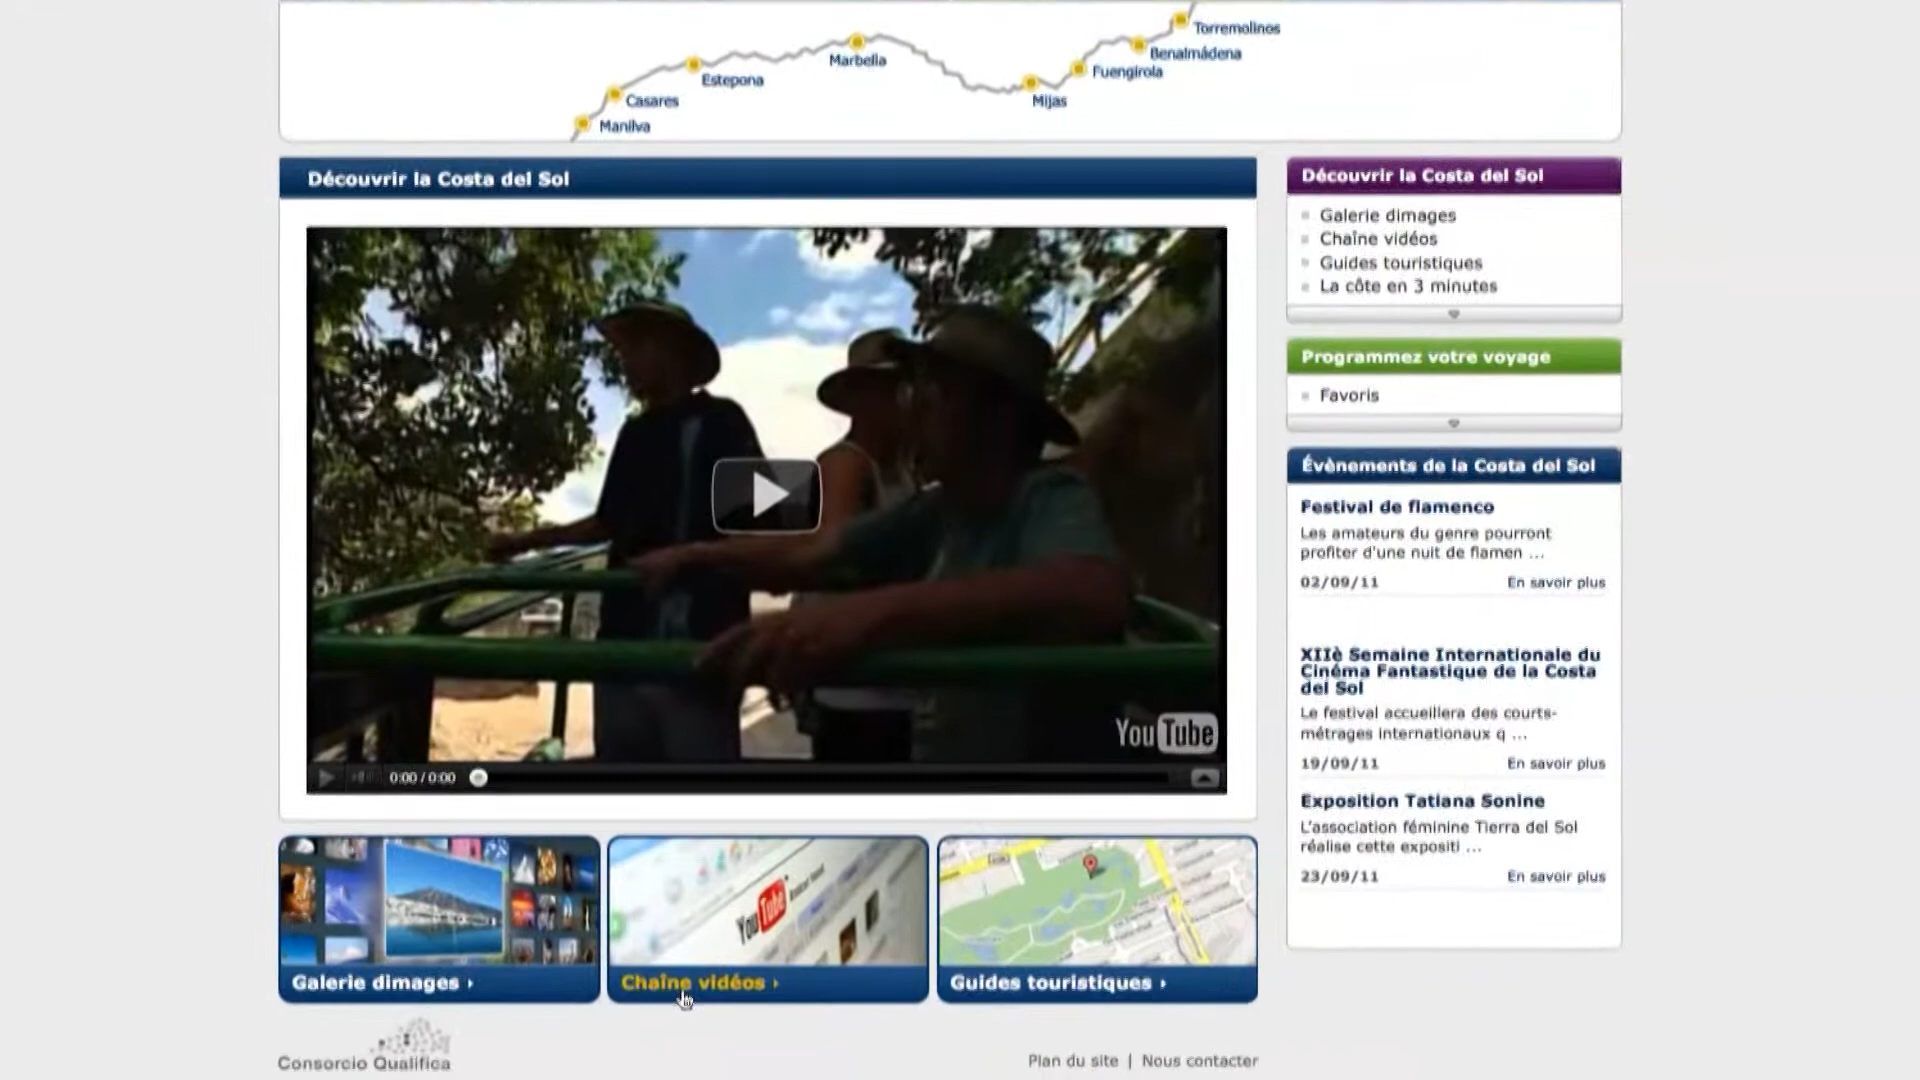 Torremolinos
Benalmádena
Marbella
Fuengirola
Estepona
Casares
Mijas
Manilva
Découvrir la Costa del Sol
YouTube
0:00 / 0:00
YouTube
Galerie dimages
Chaîne vidéos
Guides touristiques
Découvrir la Costa del Sol
Galerie dimages
Chaîne vidéos
Guides touristiques
La côte en 3 minutes
Programmez votre voyage
Favoris
Évènements de la Costa del Sol
Festival de flamenco
Les amateurs du genre pourront
profiter d'une nuit de flamen ...
02/09/11 En savoir plus
XIIè Semaine Internationale du
Cinéma Fantastique de la Costa
del Sol
Le festival accueillera des courts-
métrages internationaux q ...
19/09/11 En savoir plus
Exposition Tatiana Sonine
L'association féminine Tierra del Sol
réalise cette expositi ...
23/09/11 En savoir plus
Consorcio Qualifica
Plan du site | Nous contacter